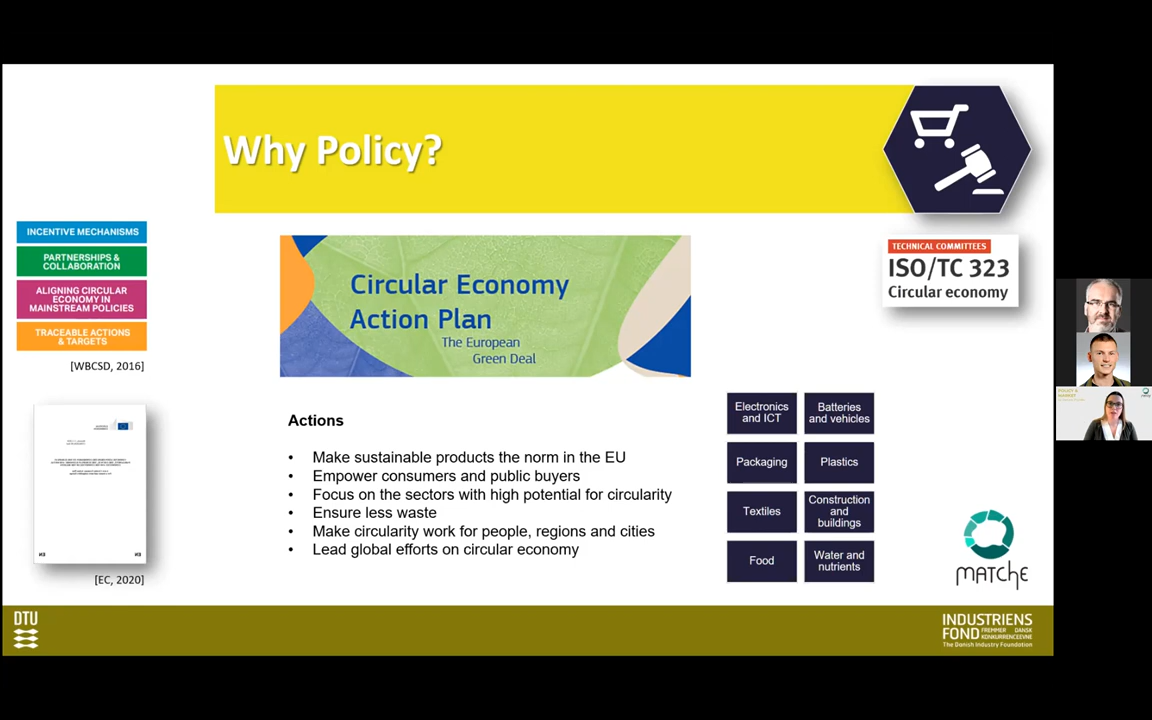 Why Policy?
INCENTIVE MECHANISMS
PARTNERSHIPS &
COLLABORATION
ALIGNING CIRCULAR
ECONOMY IN
MAINSTREAM POLICIES
TRACEABLE ACTIONS
& TARGETS
[WBCSD, 2016]
[EC, 2020]
Circular Economy
Action Plan
The European
Green Deal
TECHNICAL COMMITTEES
ISO/TC 323
Circular economy
Actions
• Make sustainable products the norm in the EU
• Empower consumers and public buyers
• Focus on the sectors with high potential for circularity
• Ensure less waste
• Make circularity work for people, regions and cities
• Lead global efforts on circular economy
Electronics
and ICT
Batteries
and vehicles
Packaging
Plastics
Textiles
Construction
and
buildings
Food
Water and
nutrients
MATCHE
DTU
INDUSTRIENS
FOND
FREMMER DANSK
KONKURRENCEEVNE
The Danish Industry Foundation